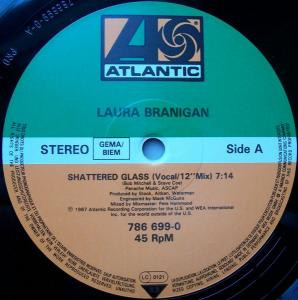 ATLANTIC
LAURA BRANIGAN
STEREO
GEMA/
BIEM
Side A
SHATTERED GLASS (Vocal/12''Mix) 7:14
(Bob Mitchell & Steve Coe)
Panache Music, ASCAP
Produced by Stock, Aitken, Waterman
Engineered by Mark McGuire
Mixed by Mixmaster: Pete Hammond
℗ 1987 Atlantic Recording Corporation for the U.S. and WEA International
Inc. for the world outside of the U.S.
786 699-0
45 RpM
LC 0121